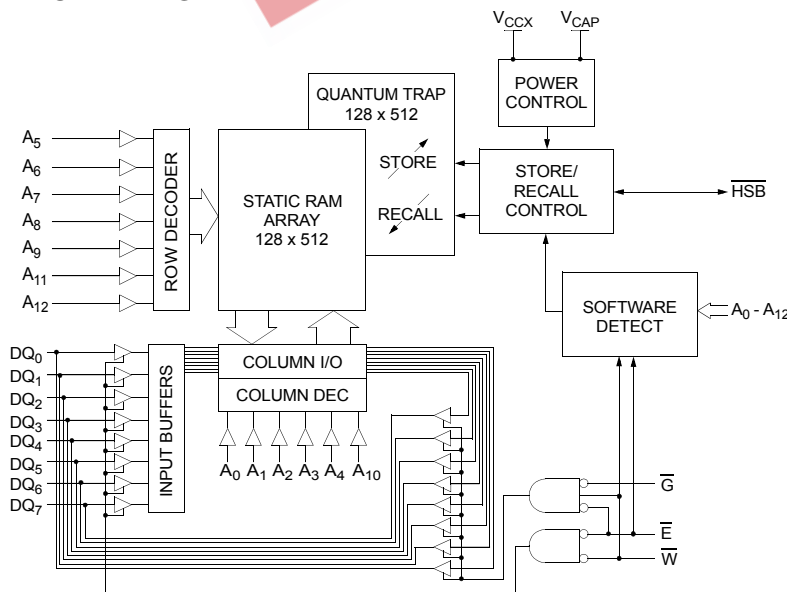 V_CCX V_CAP
POWER
CONTROL
QUANTUM TRAP
128 x 512
STORE
RECALL
STORE/
RECALL
CONTROL
HSB
A5
A6
A7
A8
A9
A11
A12
ROW DECODER
STATIC RAM
ARRAY
128 x 512
SOFTWARE
DETECT
A0 - A12
DQ0
DQ1
DQ2
DQ3
DQ4
DQ5
DQ6
DQ7
INPUT BUFFERS
COLUMN I/O
COLUMN DEC
A0 A1 A2 A3 A4 A10
G
E
W